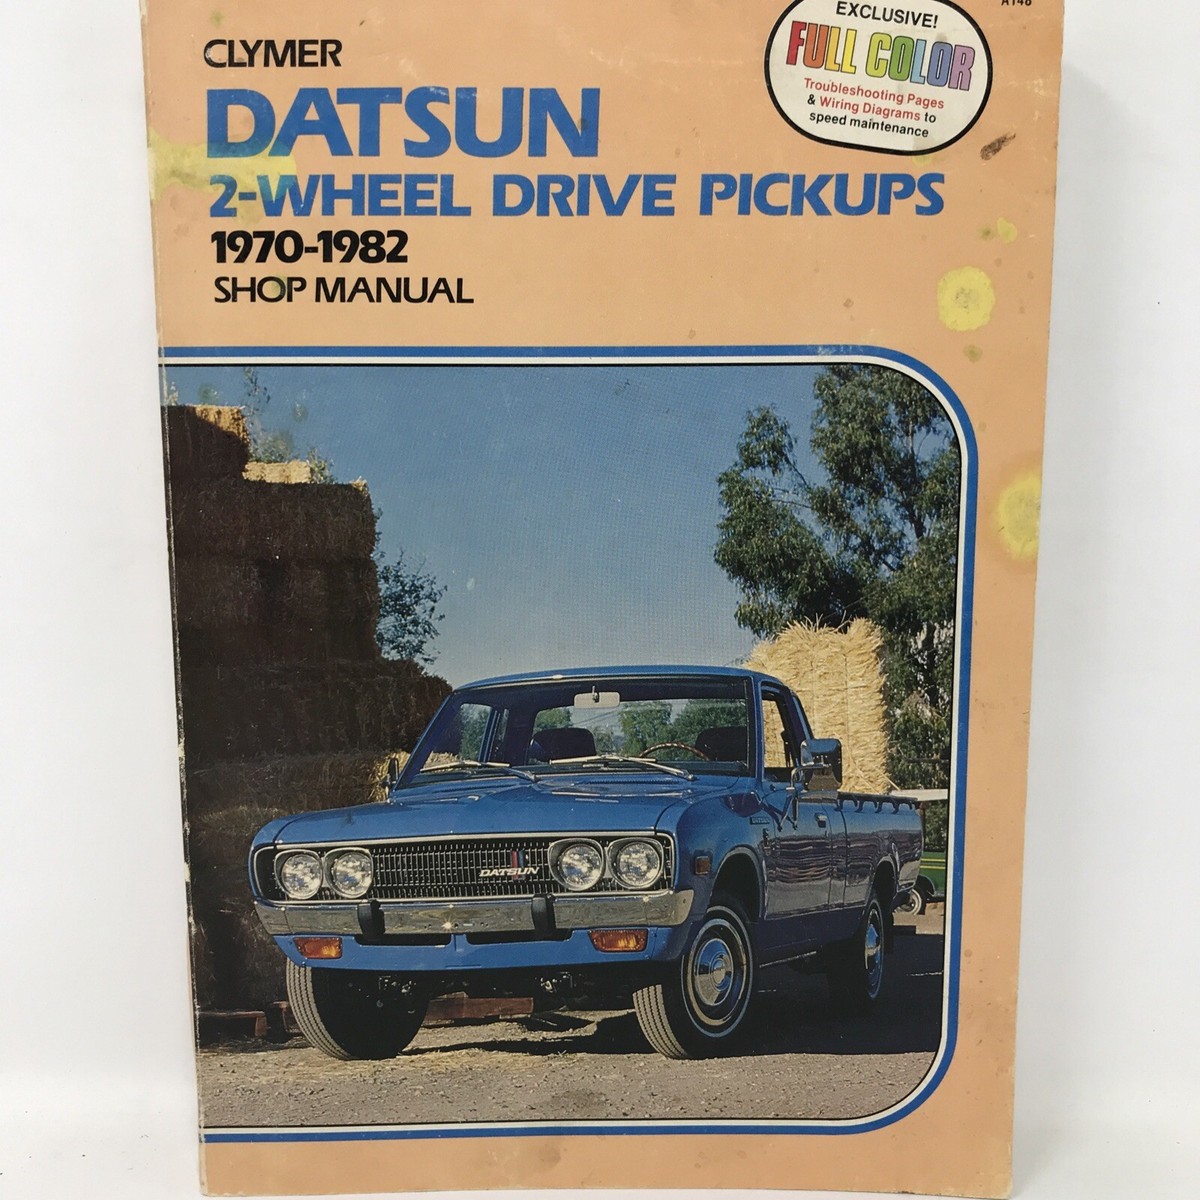 A148
EXCLUSIVE!
FULL COLOR
Troubleshooting Pages
& Wiring Diagrams to
speed maintenance
CLYMER
DATSUN
2-WHEEL DRIVE PICKUPS
1970-1982
SHOP MANUAL
DATSUN
DATSUN